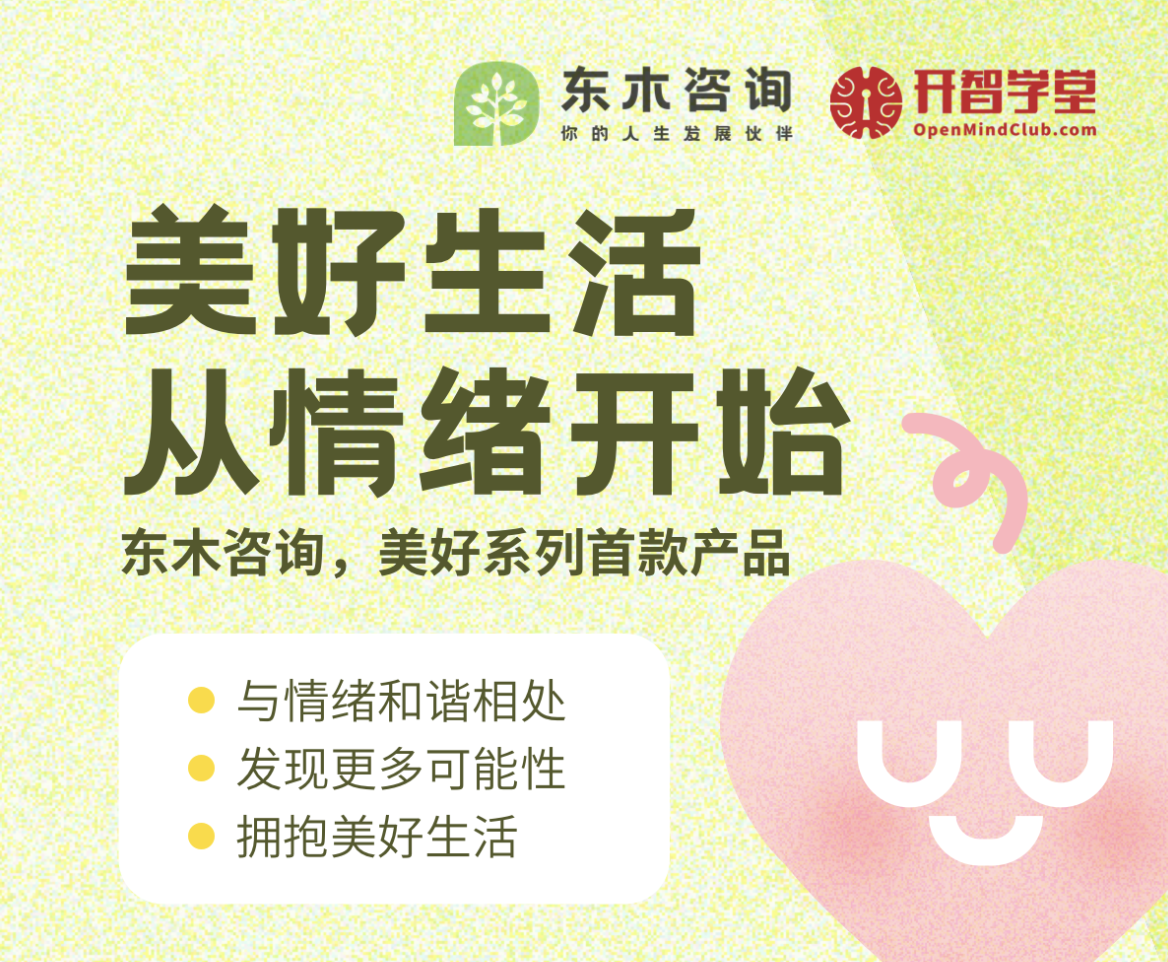 东木咨询
你的人生发展伙伴
开智学堂
OpenMindClub.com
美好生活
从情绪开始
东木咨询，美好系列首款产品
与情绪和谐相处
发现更多可能性
拥抱美好生活